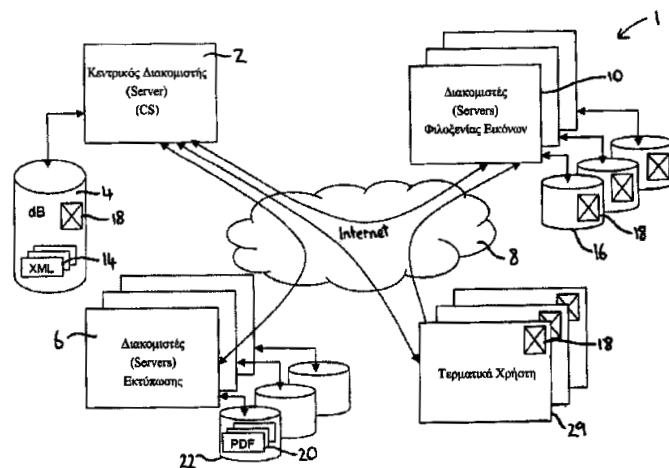 1
Κεντρικός Διακομιστής
(Server)
(CS)
2
Διακομιστές
(Servers)
Φιλοξενίας Εικόνων
10
4
dB
18
XML
14
Internet
8
18
16
6
Διακομιστές
(Servers)
Εκτύπωσης
PDF
22
20
18
Τερματικά Χρήστη
29